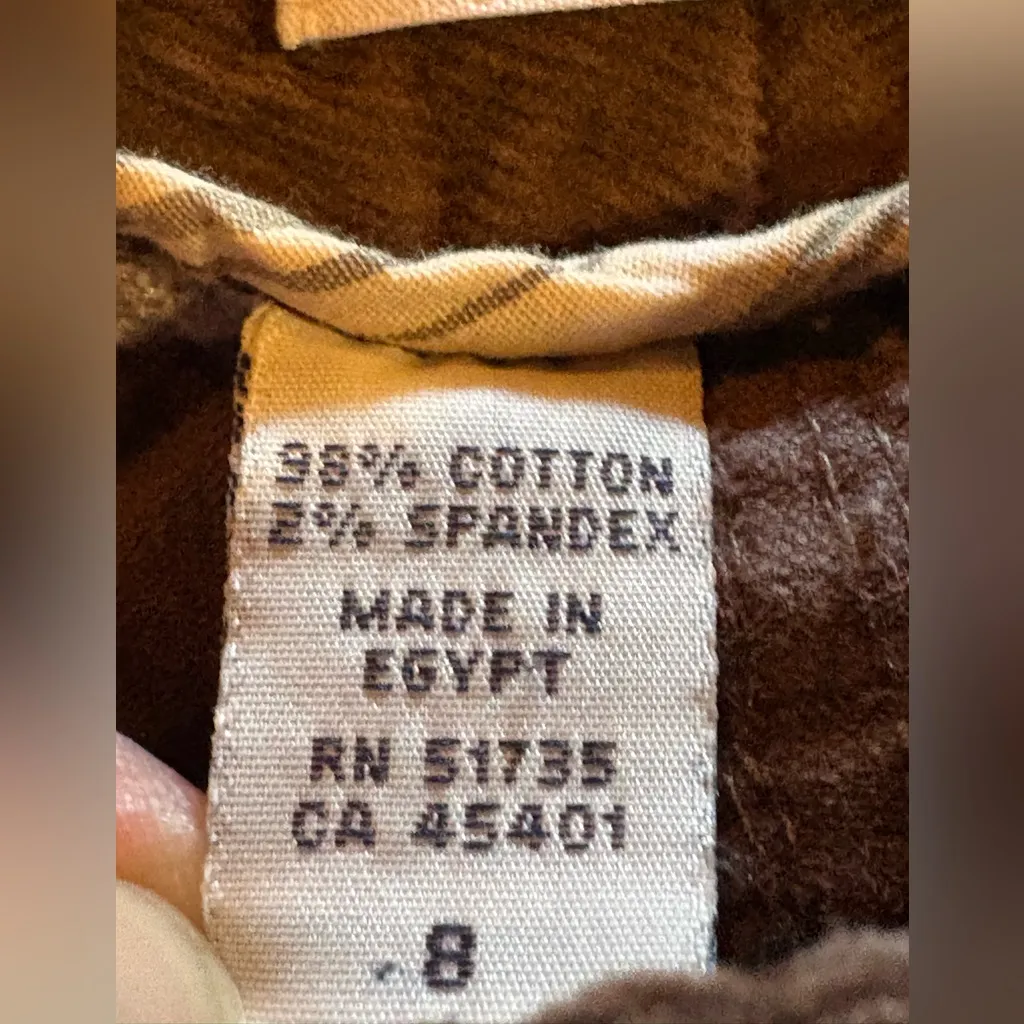 98% COTTON
2% SPANDEX
MADE IN
EGYPT
RN 51735
CA 45401
8